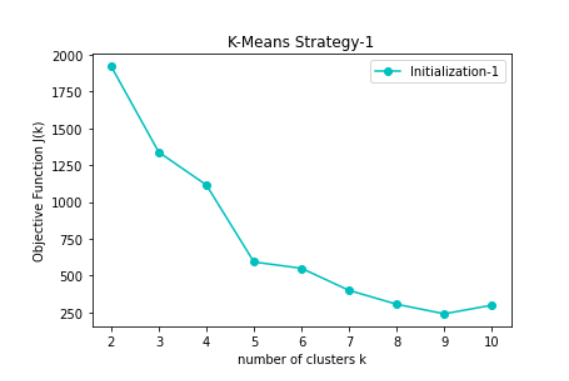 K-Means Strategy-1
Initialization-1
Objective Function J(k)
2000
1750
1500
1250
1000
750
500
250
2 3 4 5 6 7 8 9 10
number of clusters k